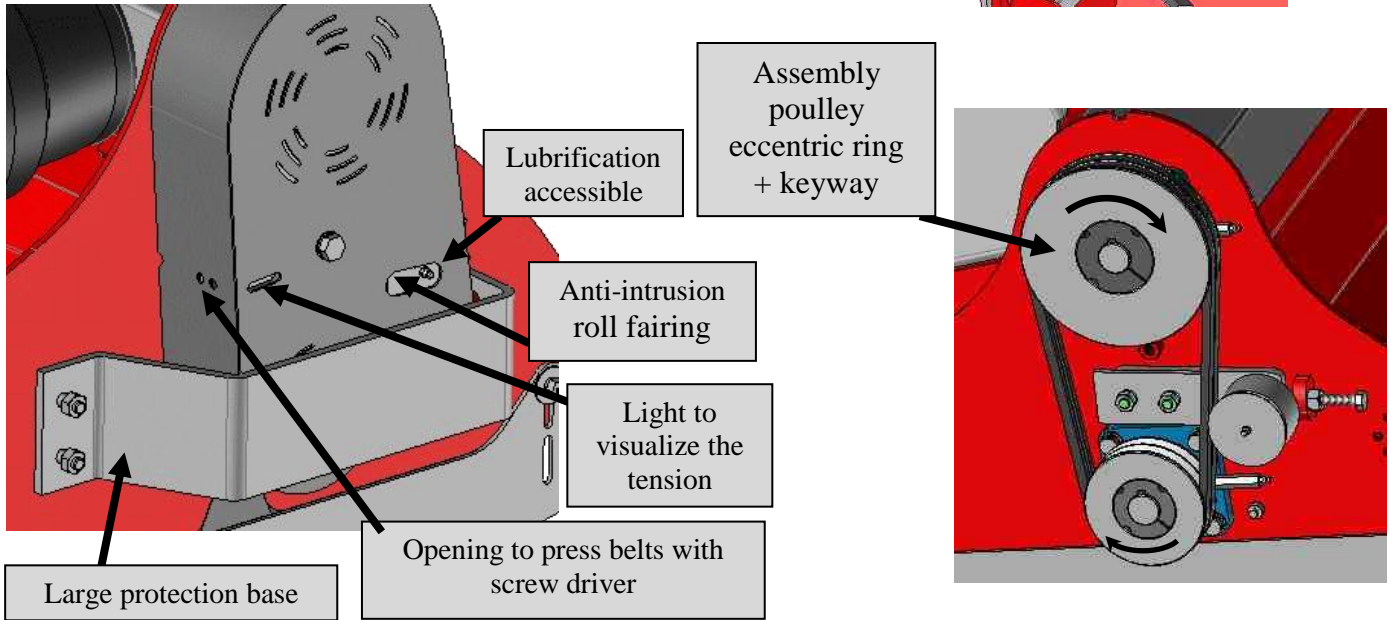 Assembly
poulley
eccentric ring
+ keyway
Lubrification
accessible
Anti-intrusion
roll fairing
Light to
visualize the
tension
Opening to press belts with
screw driver
Large protection base